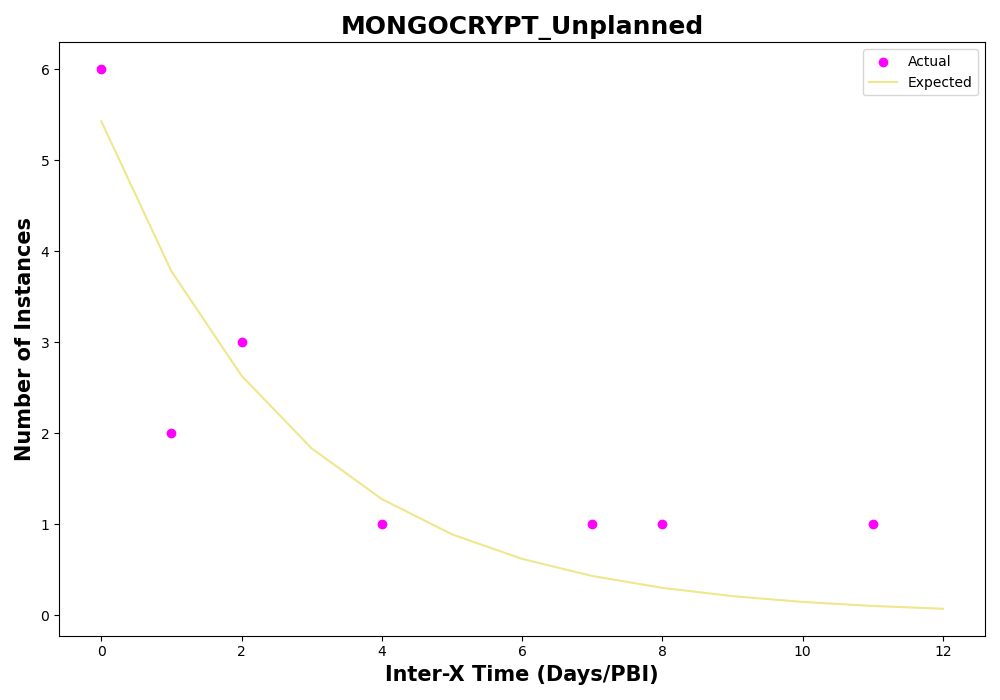 MONGOCRYPT_Unplanned
Actual
Expected
Number of Instances
6
5
4
3
2
1
0
0 2 4 6 8 10 12
Inter-X Time (Days/PBI)